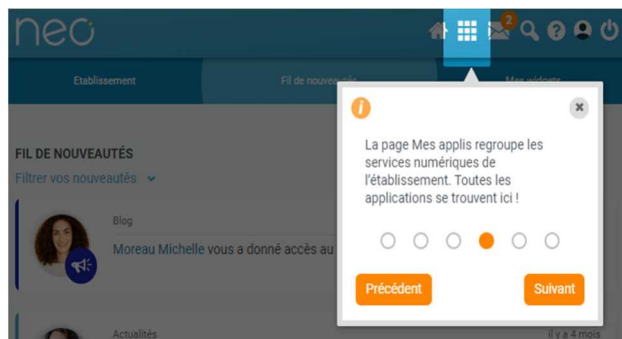 neo
2
?
Etablissement
Fil de nouveautés
Mes widgets
i
La page Mes applis regroupe les
services numériques de
l'établissement. Toutes les
applications se trouvent ici !
Précédent
Suivant
FIL DE NOUVEAUTÉS
Filtrer vos nouveautés
Blog
Moreau Michelle vous a donné accès au
Actualités
il y a 4 mois